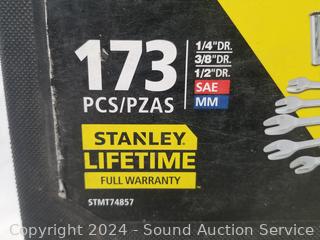 173
PCS/PZAS
1/4"DR.
3/8"DR.
1/2"DR.
SAE
MM
STANLEY
LIFETIME
FULL WARRANTY
STMT74857
Copyright 2024 - Sound Auction Service